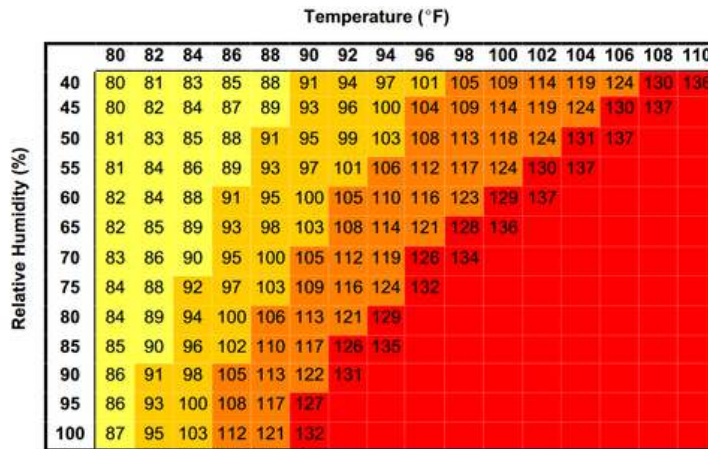 Temperature (°F)
80 82 84 86 88 90 92 94 96 98 100 102 104 106 108 110
40 80 81 83 85 88 91 94 97 101 105 109 114 119 124 130 136
45 80 82 84 87 89 93 96 100 104 109 114 119 124 130 137
50 81 83 85 88 91 95 99 103 108 113 118 124 131 137
55 81 84 86 89 93 97 101 106 112 117 124 130 137
60 82 84 88 91 95 100 105 110 116 123 129 137
65 82 85 89 93 98 103 108 114 121 128 136
70 83 86 90 95 100 105 112 119 126 134
75 84 88 92 97 103 109 116 124 132
80 84 89 94 100 106 113 121 129
85 85 90 96 102 110 117 126 135
90 86 91 98 105 113 122 131
95 86 93 100 108 117 127
100 87 95 103 112 121 132
Relative Humidity (%)